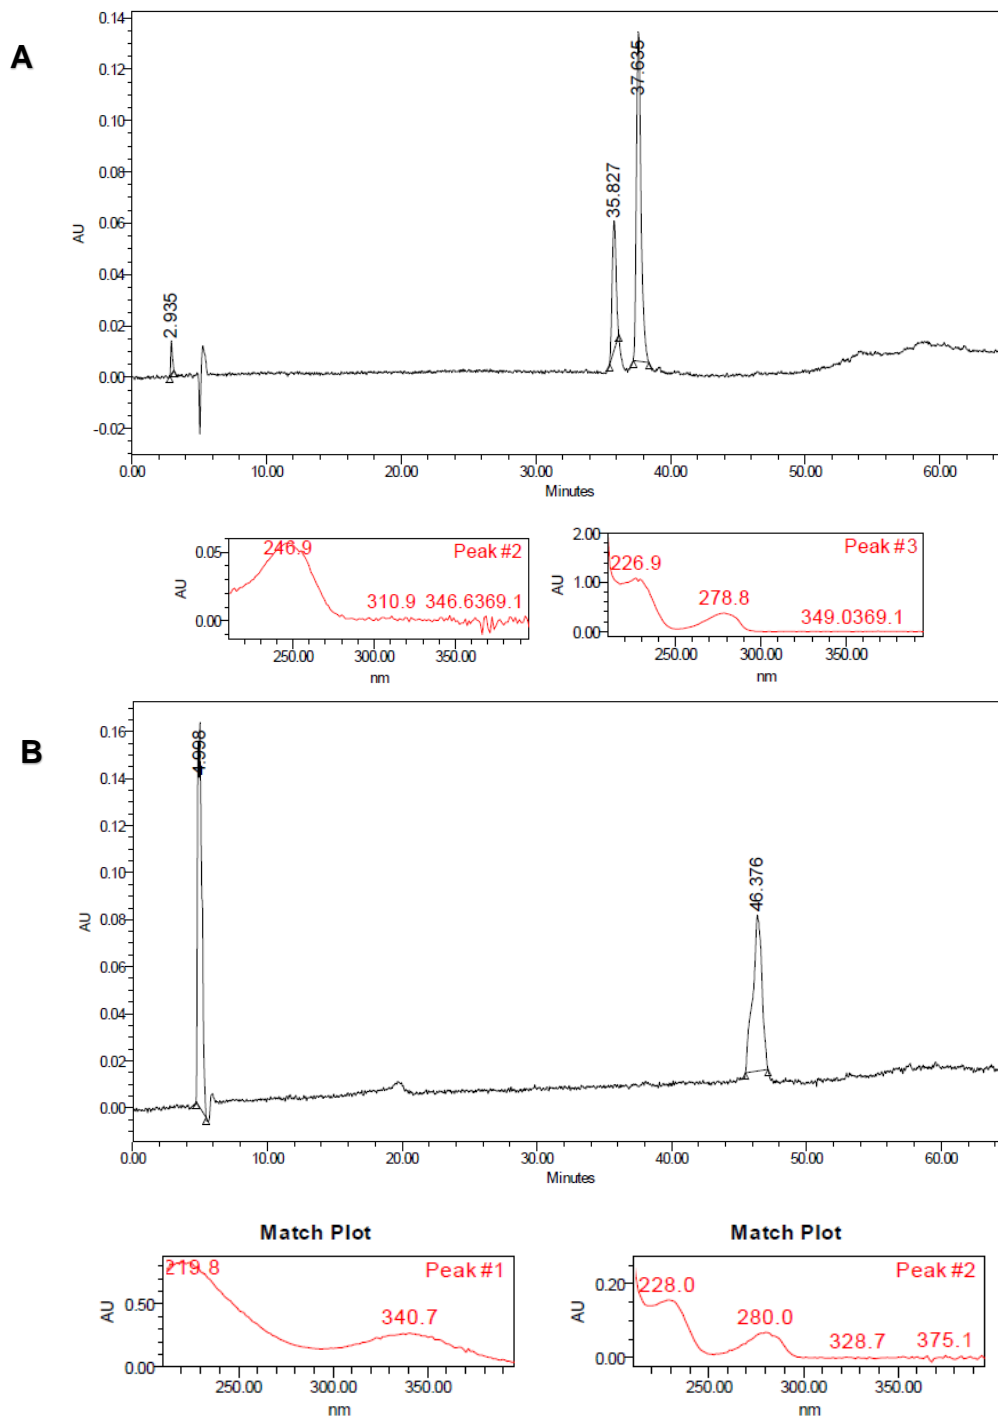 A
0.14
0.12
0.10
0.08
0.06
0.04
0.02
0.00
-0.02
AU
2.935
35.827
37.635
0.00 10.00 20.00 30.00 40.00 50.00 60.00
Minutes
0.05
0.00
AU
246.9
Peak #2
310.9 346.6369.1
250.00 300.00 350.00
nm
2.00
1.00
0.00
AU
Peak #3
226.9
278.8
349.0369.1
250.00 300.00 350.00
nm
B
0.16
0.14
0.12
0.10
0.08
0.06
0.04
0.02
0.00
AU
4.998
46.376
0.00 10.00 20.00 30.00 40.00 50.00 60.00
Minutes
Match Plot
0.50
0.00
AU
219.8
Peak #1
340.7
250.00 300.00 350.00
nm
Match Plot
0.20
0.00
AU
228.0
Peak #2
280.0
328.7 375.1
250.00 300.00 350.00
nm